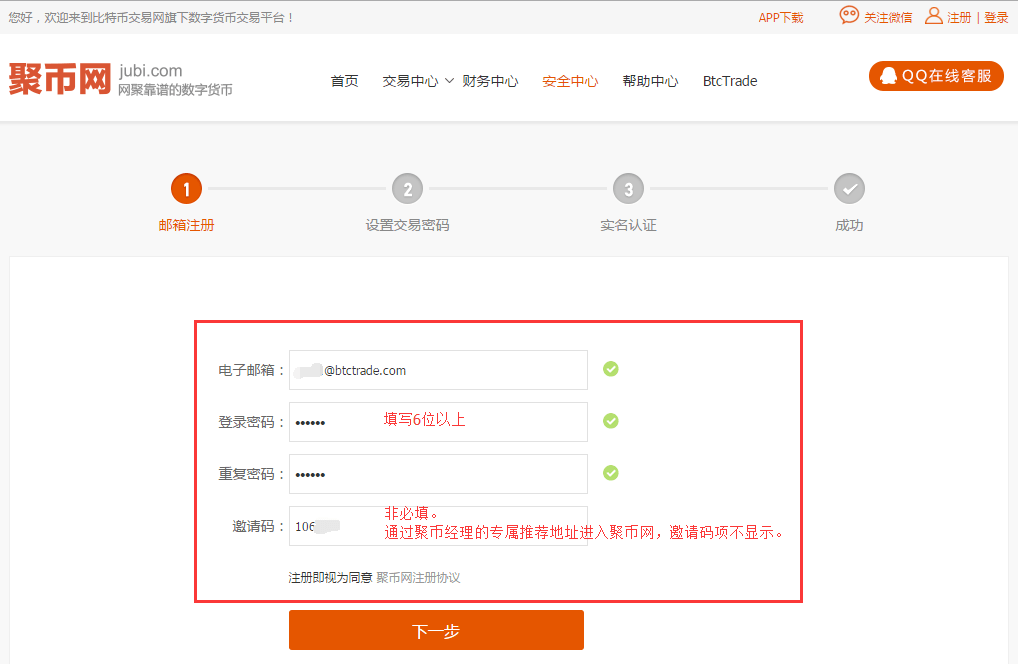 您好，欢迎来到比特币交易网旗下数字货币交易平台！
APP下载 关注微信 注册 | 登录
聚币网 jubi.com
网聚靠谱的数字货币
首页 交易中心 财务中心 安全中心 帮助中心 BtcTrade
QQ在线客服
1 2 3
邮箱注册 设置交易密码 实名认证 成功
电子邮箱： @btctrade.com
登录密码： •••••• 填写6位以上
重复密码： ••••••
非必填。
邀请码： 106
通过聚币经理的专属推荐地址进入聚币网，邀请码项不显示。
注册即视为同意 聚币网注册协议
下一步